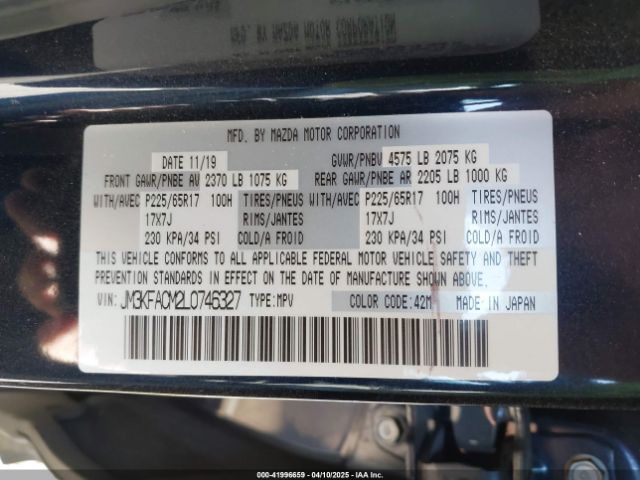 MFD. BY MAZDA MOTOR CORPORATION
DATE 11/19 GVWR/PNBV 4575 LB 2075 KG
FRONT GAWR/PNBE AV 2370 LB 1075 KG REAR GAWR/PNBE AR 2205 LB 1000 KG
WITH/AVEC P225/65R17 100H TIRES/PNEUS WITH/AVEC P225/65R17 100H TIRES/PNEUS
17X7J RIMS/JANTES 17X7J RIMS/JANTES
230 KPA/34 PSI COLD/A FROID 230 KPA/34 PSI COLD/A FROID
THIS VEHICLE CONFORMS TO ALL APPLICABLE FEDERAL MOTOR VEHICLE SAFETY AND THEFT
PREVENTION STANDARDS IN EFFECT ON THE DATE OF MANUFACTURE SHOWN ABOVE.
VIN: JM3KFACM2L0746327 TYPE:MPV COLOR CODE:42M MADE IN JAPAN
000-41996659 - 04/10/2025 - IAA Inc.